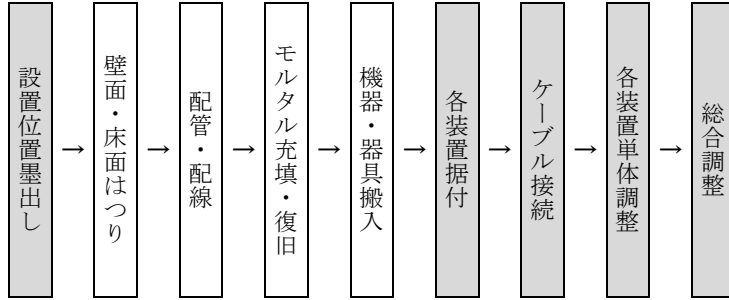 設置位置墨出し
→
壁面・床面はつり
→
配管・配線
→
モルタル充填・復旧
→
機器・器具搬入
→
各装置据付
→
ケーブル接続
→
各装置単体調整
→
総合調整